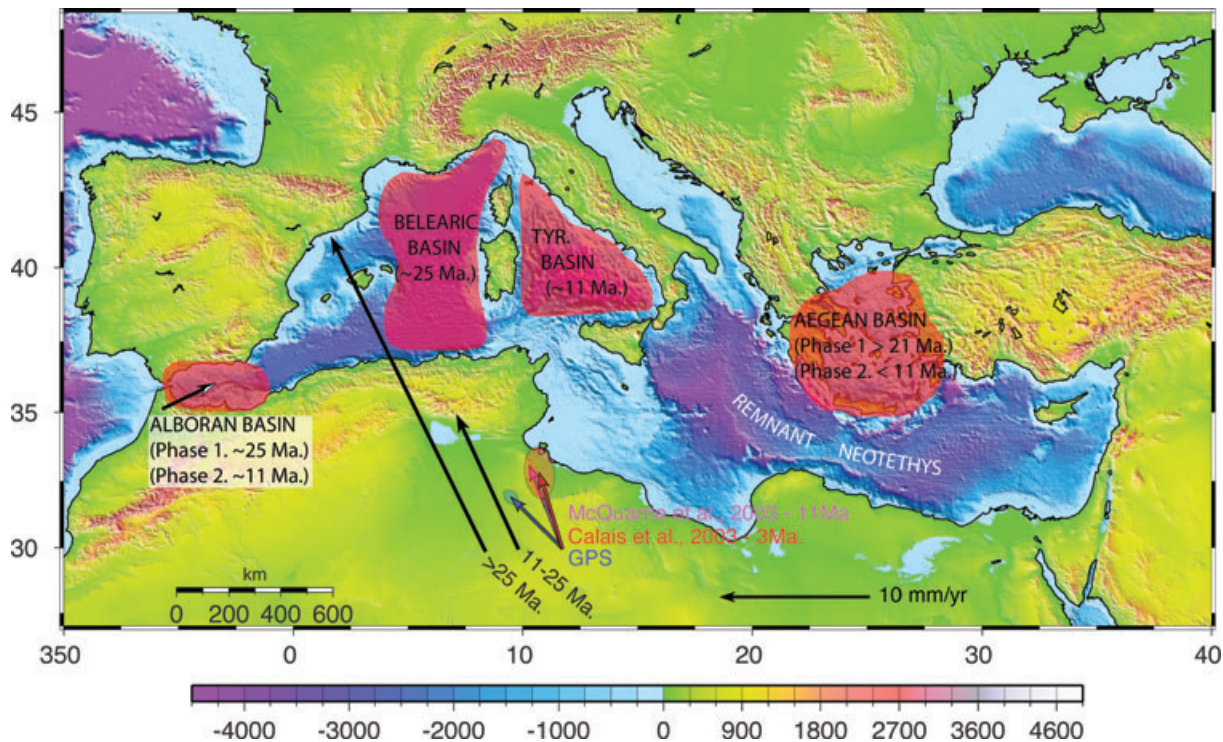 45
40
35
30
BELEARIC
BASIN
(~25 Ma.)
TYR.
BASIN
(~11 Ma.)
AEGEAN BASIN
(Phase 1 > 21 Ma.)
(Phase 2. < 11 Ma.)
ALBORAN BASIN
(Phase 1. ~25 Ma.)
(Phase 2. ~11 Ma.)
REMNANT NEOTETHYS
McQuarrie et al., 2003 - 11Ma
Calais et al., 2003 - 3Ma.
GPS
>25 Ma.
11-25 Ma.
10 mm/yr
km
0 200 400 600
350 0 10 20 30 40
-4000 -3000 -2000 -1000 0 900 1800 2700 3600 4600